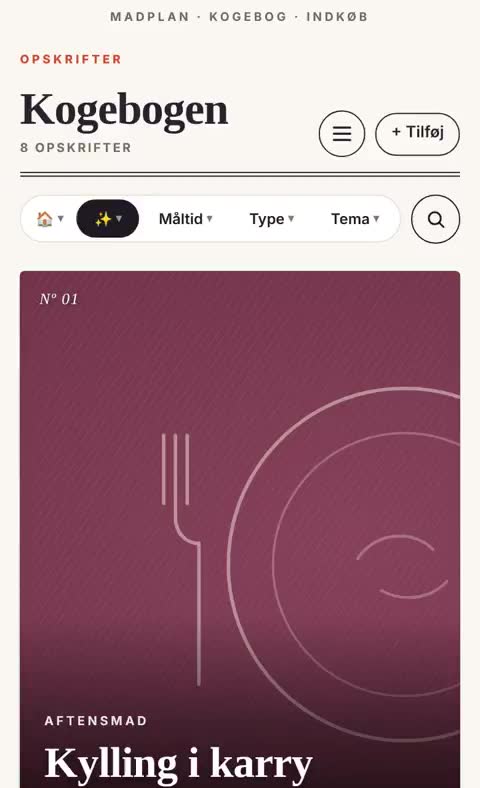 MADPLAN · KOGEBOG · INDKØB
OPSKRIFTER
Kogebogen
8 OPSKRIFTER
+ Tilføj
🏠 ▾ ✨ ▾ Måltid ▾ Type ▾ Tema ▾
Nº 01
AFTENSMAD
Kylling i karry